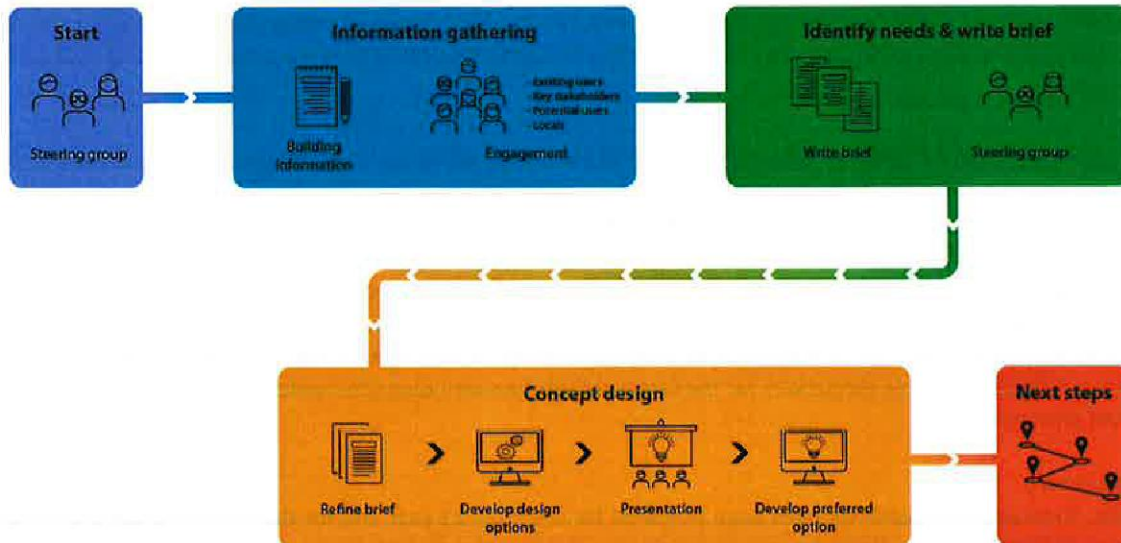 Start
Steering group
Information gathering
Building
information
- Existing users
- Key stakeholders
- Potential users
- Locals
Engagement
Identify needs & write brief
Write brief
Steering group
Concept design
Refine brief
Develop design
options
Presentation
Develop preferred
option
Next steps